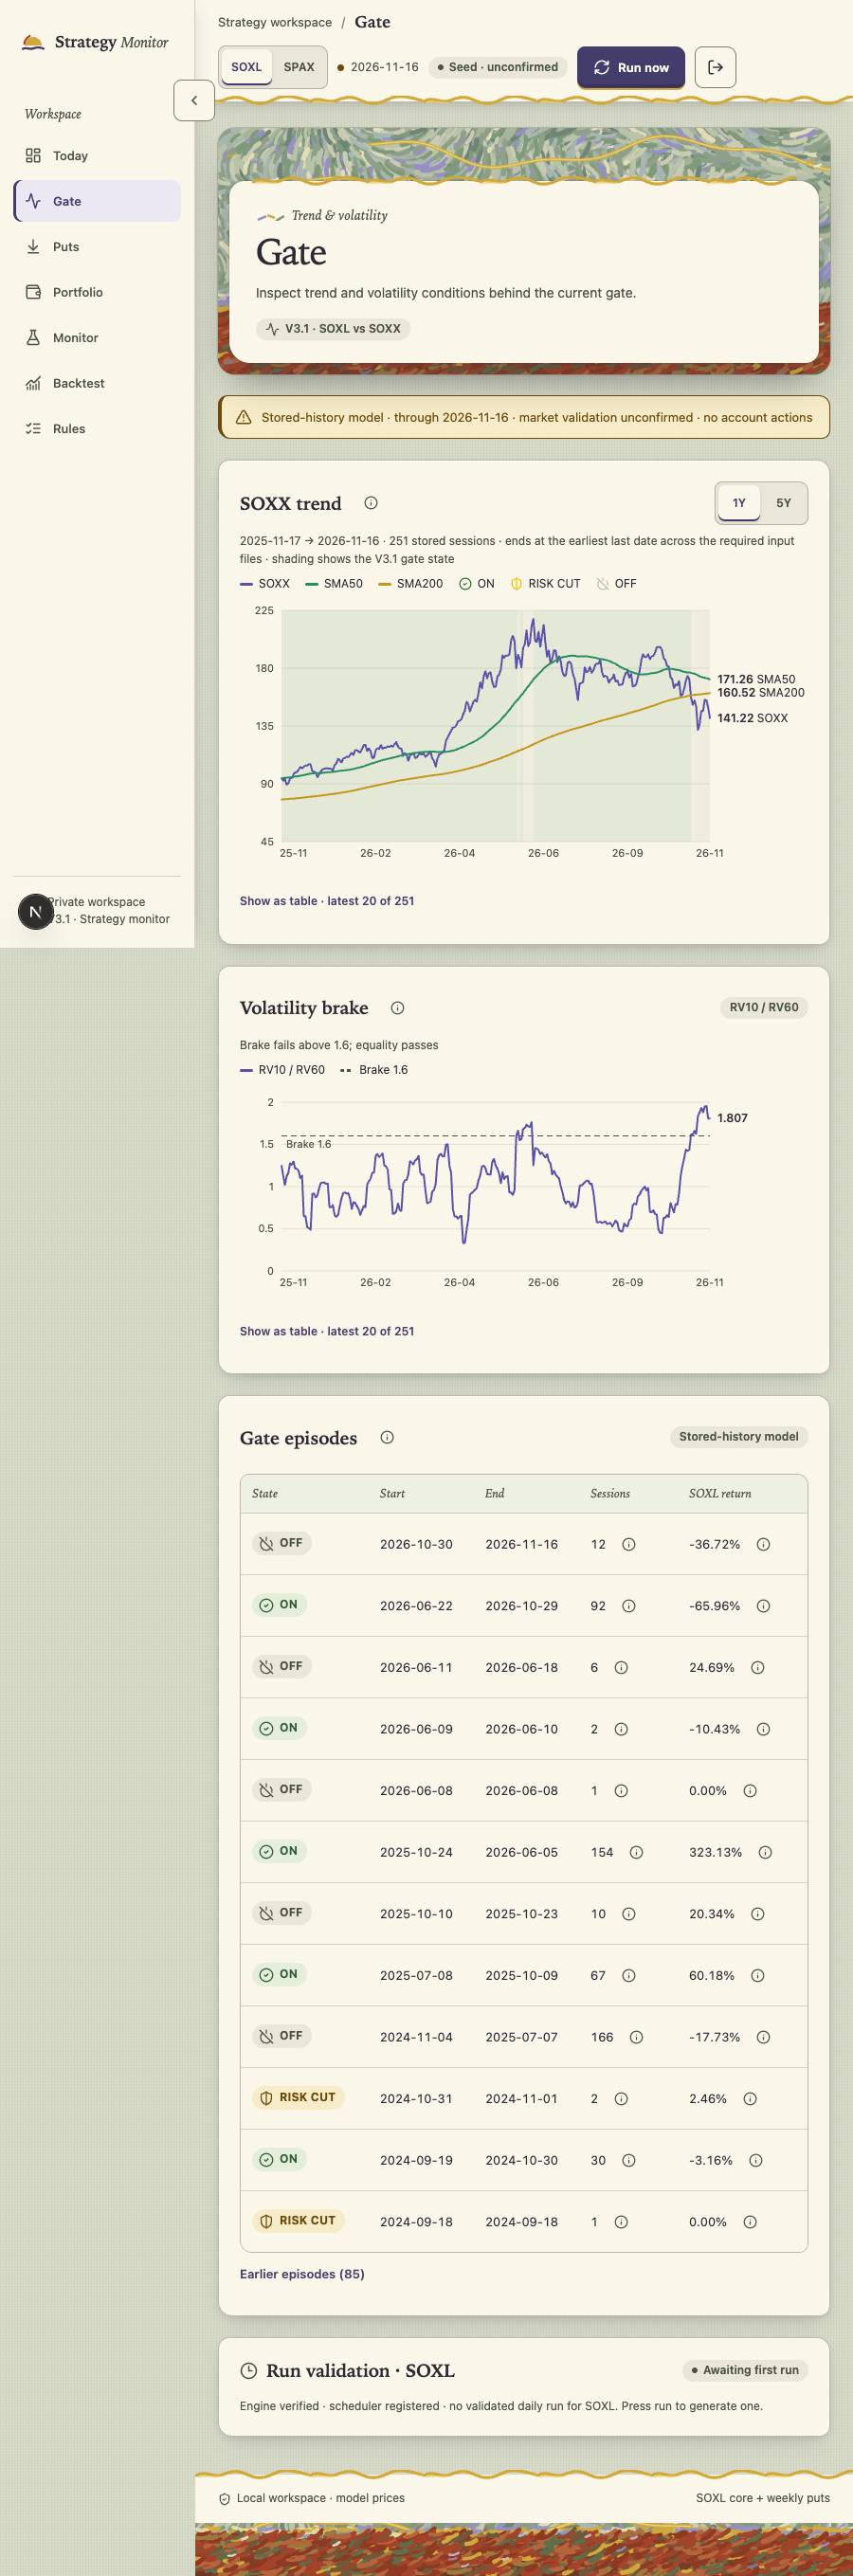 Strategy workspace / Gate
Strategy Monitor
SOXL SPAX 2026-11-16 Seed · unconfirmed Run now
Workspace
Today
Gate
Puts
Portfolio
Monitor
Backtest
Rules
N
Private workspace
V3.1 · Strategy monitor
Trend & volatility
Gate
Inspect trend and volatility conditions behind the current gate.
V3.1 · SOXL vs SOXX
Stored-history model · through 2026-11-16 · market validation unconfirmed · no account actions
SOXX trend 1Y 5Y
2025-11-17 → 2026-11-16 · 251 stored sessions · ends at the earliest last date across the required input
files · shading shows the V3.1 gate state
SOXX SMA50 SMA200 ON RISK CUT OFF
225
180
135
90
45
171.26 SMA50
160.52 SMA200
141.22 SOXX
25-11 26-02 26-04 26-06 26-09 26-11
Show as table · latest 20 of 251
Volatility brake RV10 / RV60
Brake fails above 1.6; equality passes
RV10 / RV60 Brake 1.6
2
1.5
1
0.5
0
Brake 1.6
1.807
25-11 26-02 26-04 26-06 26-09 26-11
Show as table · latest 20 of 251
Gate episodes Stored-history model
State Start End Sessions SOXL return
OFF 2026-10-30 2026-11-16 12 -36.72%
ON 2026-06-22 2026-10-29 92 -65.96%
OFF 2026-06-11 2026-06-18 6 24.69%
ON 2026-06-09 2026-06-10 2 -10.43%
OFF 2026-06-08 2026-06-08 1 0.00%
ON 2025-10-24 2026-06-05 154 323.13%
OFF 2025-10-10 2025-10-23 10 20.34%
ON 2025-07-08 2025-10-09 67 60.18%
OFF 2024-11-04 2025-07-07 166 -17.73%
RISK CUT 2024-10-31 2024-11-01 2 2.46%
ON 2024-09-19 2024-10-30 30 -3.16%
RISK CUT 2024-09-18 2024-09-18 1 0.00%
Earlier episodes (85)
Run validation · SOXL Awaiting first run
Engine verified · scheduler registered · no validated daily run for SOXL. Press run to generate one.
Local workspace · model prices SOXL core + weekly puts